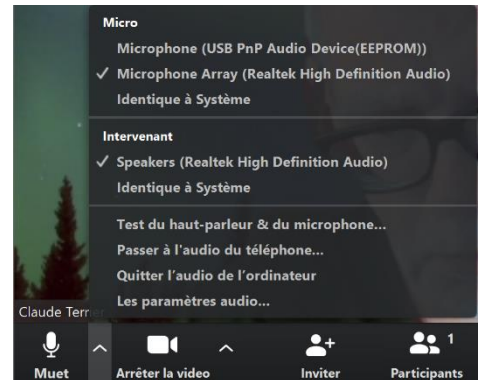 Micro
Microphone (USB PnP Audio Device(EEPROM))
✓ Microphone Array (Realtek High Definition Audio)
Identique à Système
Intervenant
✓ Speakers (Realtek High Definition Audio)
Identique à Système
Test du haut-parleur & du microphone...
Passer à l'audio du téléphone...
Quitter l'audio de l'ordinateur
Les paramètres audio...
Claude Terrier
1
Muet Arrêter la video Inviter Participants